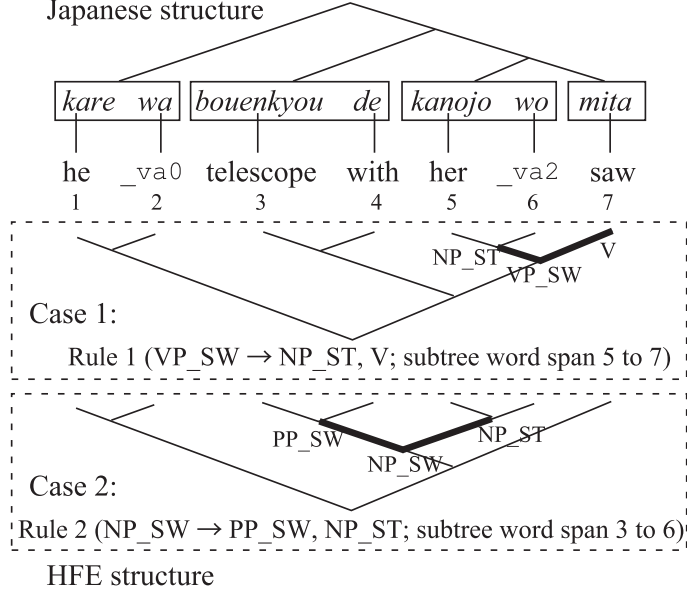 Japanese structure
kare wa bouenkyou de kanojo wo mita
he _va0 telescope with her _va2 saw
1 2 3 4 5 6 7
NP_ST V
VP_SW
Case 1:
Rule 1 (VP_SW → NP_ST, V; subtree word span 5 to 7)
PP_SW NP_ST
NP_SW
Case 2:
Rule 2 (NP_SW → PP_SW, NP_ST; subtree word span 3 to 6)
HFE structure